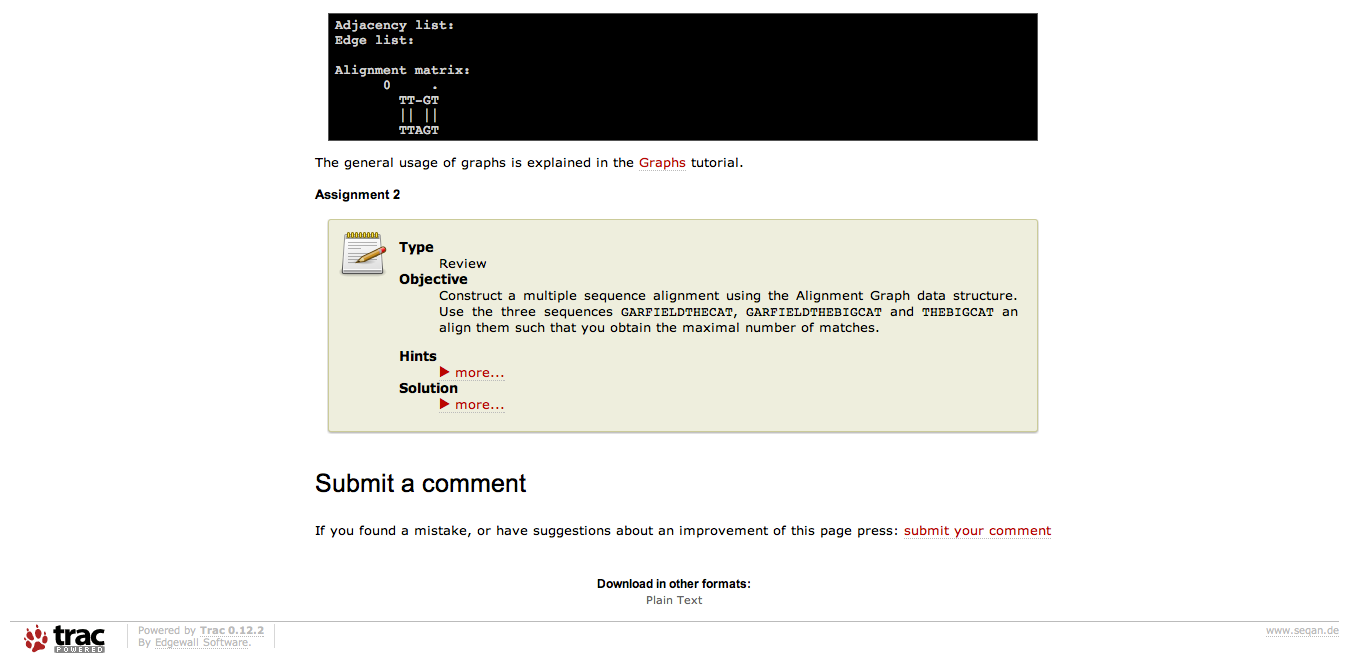 Adjacency list:
Edge list:
Alignment matrix:
0     .
TT-GT
|| ||
TTAGT
The general usage of graphs is explained in the Graphs tutorial.
Assignment 2
Type
Review
Objective
Construct a multiple sequence alignment using the Alignment Graph data structure.
Use the three sequences GARFIELDTHECAT, GARFIELDTHEBIGCAT and THEBIGCAT an
align them such that you obtain the maximal number of matches.
Hints
▶ more...
Solution
▶ more...
Submit a comment
If you found a mistake, or have suggestions about an improvement of this page press: submit your comment
Download in other formats:
Plain Text
trac
POWERED
Powered by Trac 0.12.2
By Edgewall Software.
www.seqan.de